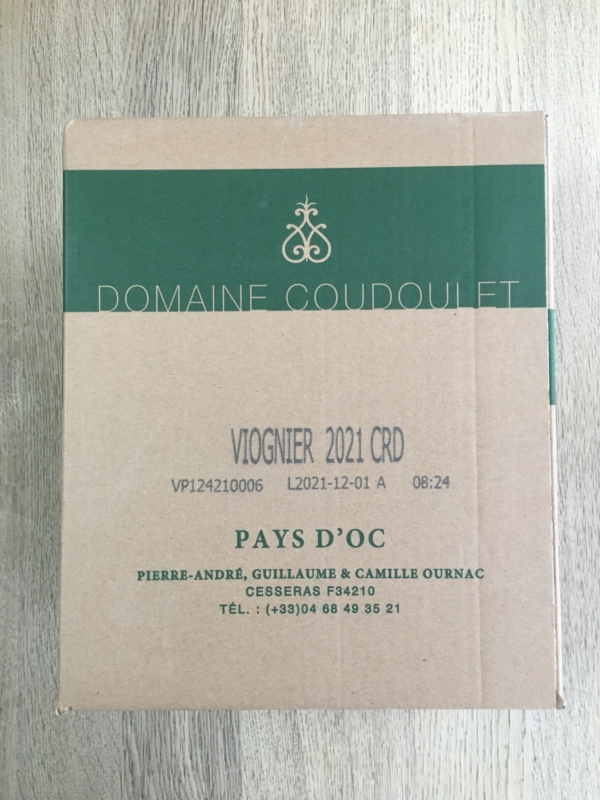 DOMAINE COUDOULET
VIOGNIER 2021 CRD
VP124210006 L2021-12-01 A 08:24
PAYS D'OC
PIERRE-ANDRÉ, GUILLAUME & CAMILLE OURNAC
CESSERAS F34210
TÉL. : (+33)04 68 49 35 21